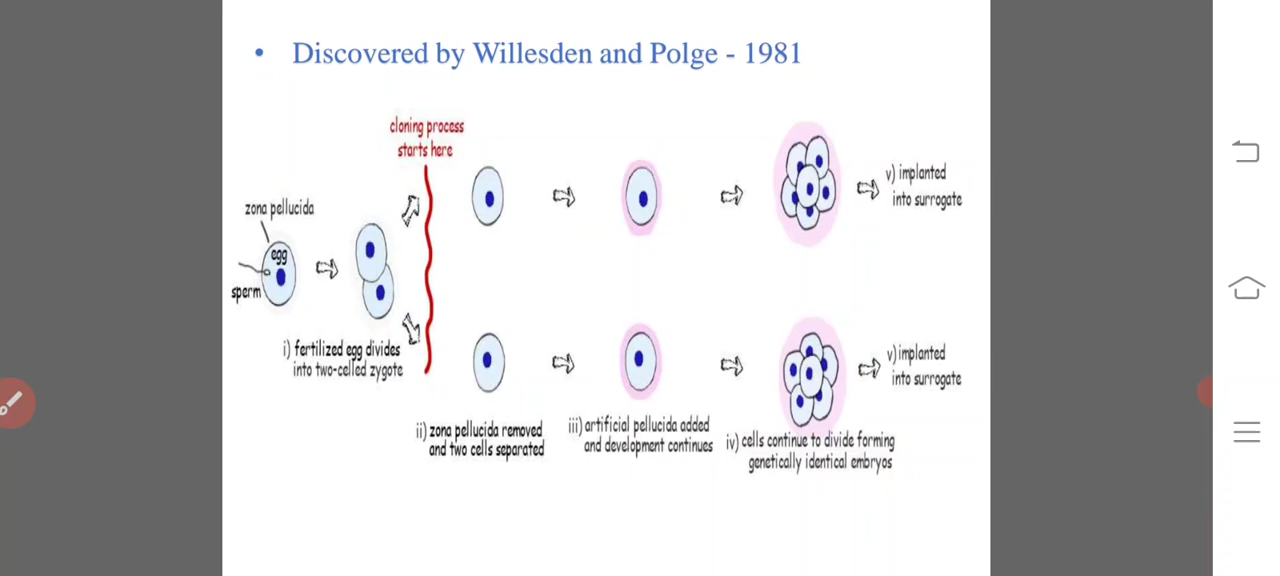 • Discovered by Willesden and Polge - 1981
cloning process
starts here
zona pellucida
egg
sperm
i) fertilized egg divides
into two-celled zygote
ii) zona pellucida removed
and two cells separated
iii) artificial pellucida added
and development continues
iv) cells continue to divide forming
genetically identical embryos
v) implanted
into surrogate
v) implanted
into surrogate